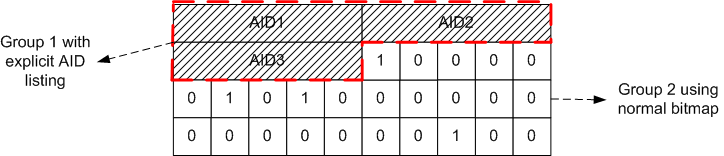 AID1 AID2
Group 1 with
explicit AID
listing
AID3 1 0 0 0 0
0 1 0 1 0 0 0 0 0 0
Group 2 using
normal bitmap
0 0 0 0 0 0 0 1 0 0